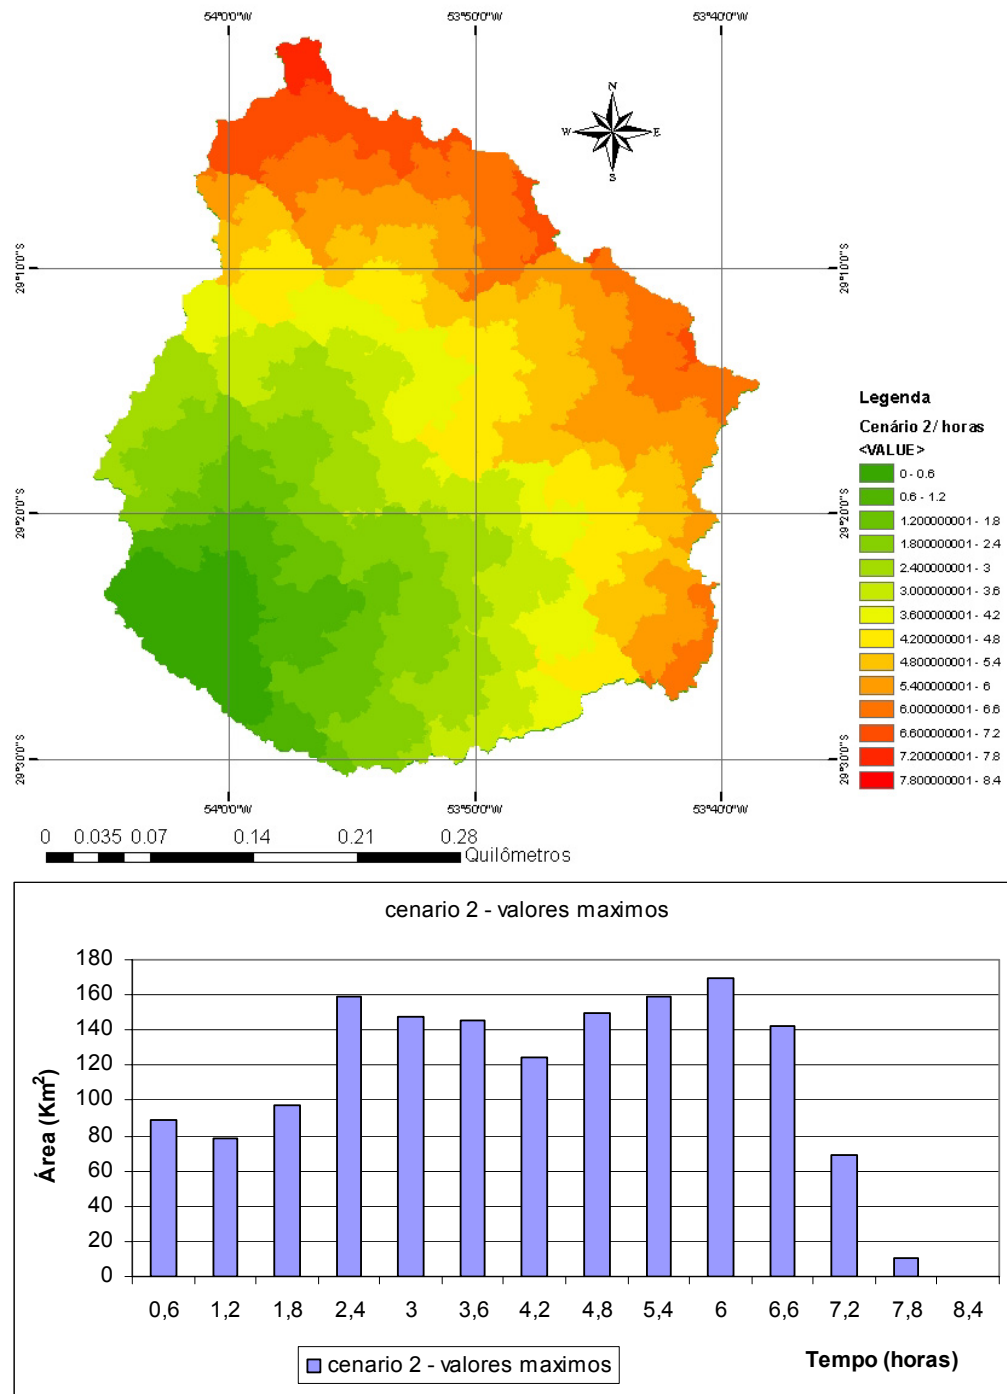 54°0'0"W 53°50'0"W 53°40'0"W
N
W E
S
29°10'0"S 29°10'0"S
29°20'0"S 29°20'0"S
29°30'0"S 29°30'0"S
54°0'0"W 53°50'0"W 53°40'0"W
Legenda
Cenário 2/ horas
<VALUE>
0 - 0.6
0.6 - 1.2
1.200000001 - 1.8
1.800000001 - 2.4
2.400000001 - 3
3.000000001 - 3.6
3.600000001 - 4.2
4.200000001 - 4.8
4.800000001 - 5.4
5.400000001 - 6
6.000000001 - 6.6
6.600000001 - 7.2
7.200000001 - 7.8
7.800000001 - 8.4
0 0.035 0.07 0.14 0.21 0.28
Quilômetros
cenario 2 - valores maximos
Área (Km²)
180
160
140
120
100
80
60
40
20
0
0,6 1,2 1,8 2,4 3 3,6 4,2 4,8 5,4 6 6,6 7,2 7,8 8,4
cenario 2 - valores maximos
Tempo (horas)